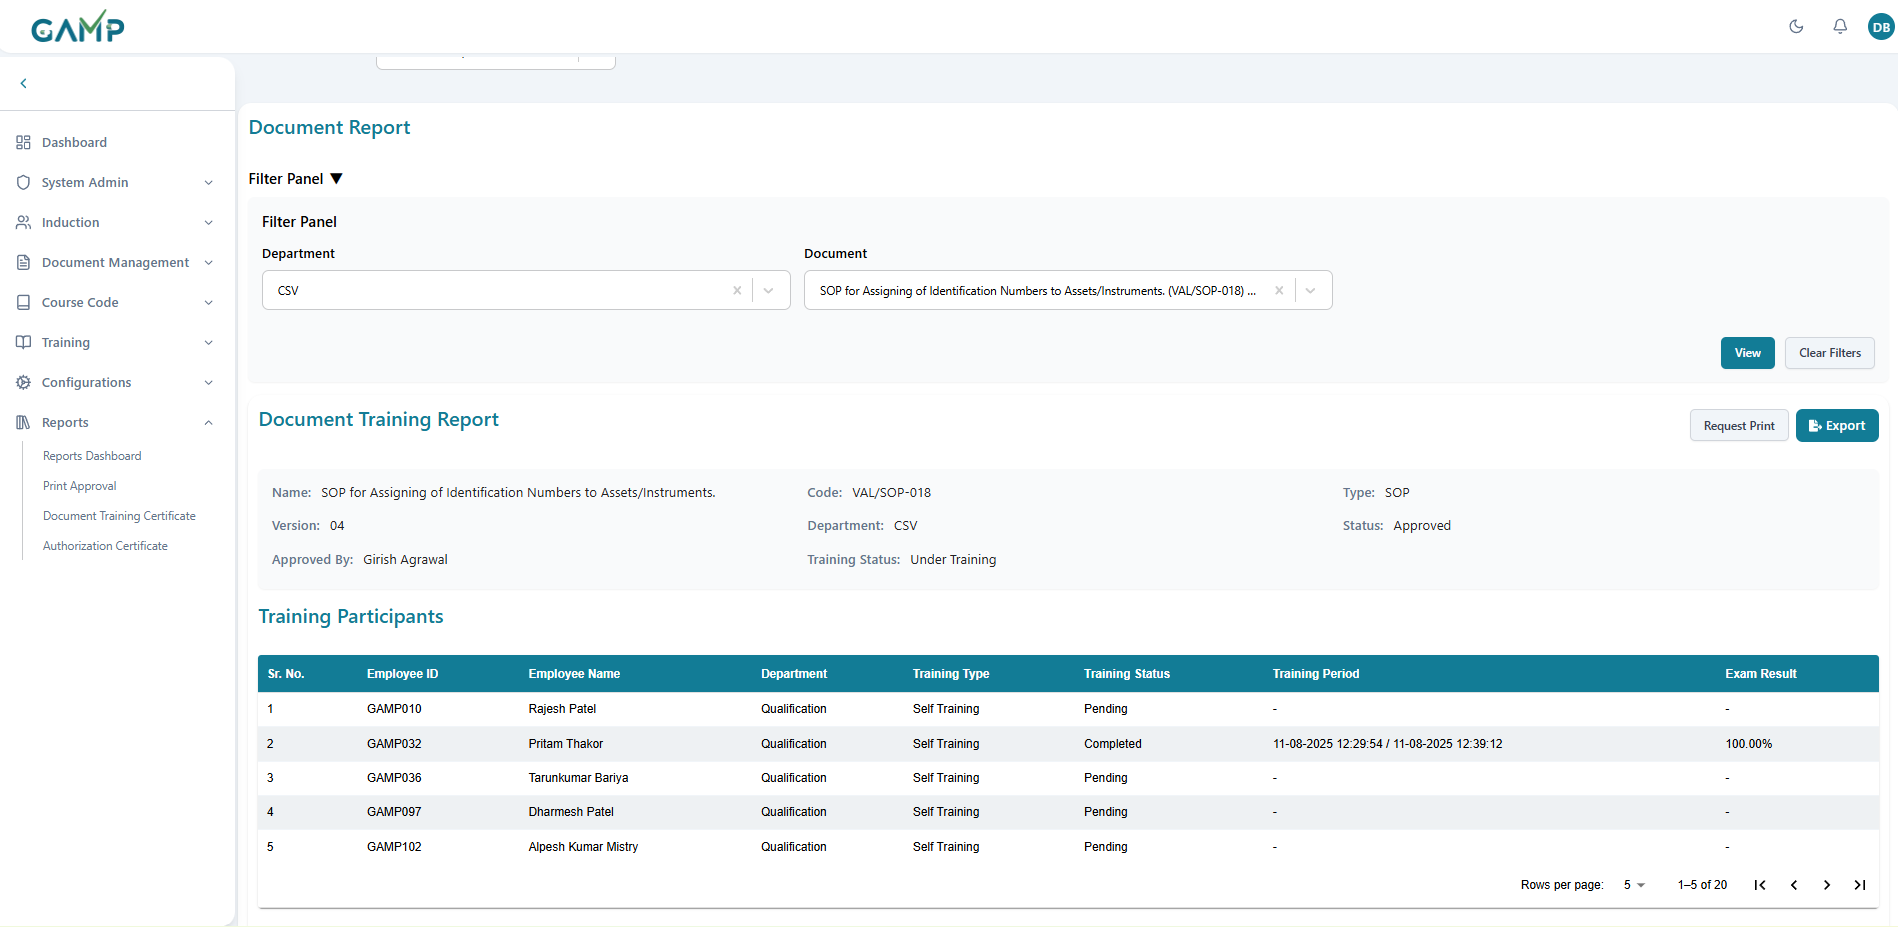 GAMP
DB
Dashboard
System Admin
Induction
Document Management
Course Code
Training
Configurations
Reports
Reports Dashboard
Print Approval
Document Training Certificate
Authorization Certificate
Document Report
Filter Panel ▼
Filter Panel
Department Document
CSV SOP for Assigning of Identification Numbers to Assets/Instruments. (VAL/SOP-018) ...
View Clear Filters
Document Training Report Request Print Export
Name: SOP for Assigning of Identification Numbers to Assets/Instruments. Code: VAL/SOP-018 Type: SOP
Version: 04 Department: CSV Status: Approved
Approved By: Girish Agrawal Training Status: Under Training
Training Participants
Sr. No. Employee ID Employee Name Department Training Type Training Status Training Period Exam Result
1 GAMP010 Rajesh Patel Qualification Self Training Pending - -
2 GAMP032 Pritam Thakor Qualification Self Training Completed 11-08-2025 12:29:54 / 11-08-2025 12:39:12 100.00%
3 GAMP036 Tarunkumar Bariya Qualification Self Training Pending - -
4 GAMP097 Dharmesh Patel Qualification Self Training Pending - -
5 GAMP102 Alpesh Kumar Mistry Qualification Self Training Pending - -
Rows per page: 5 1–5 of 20